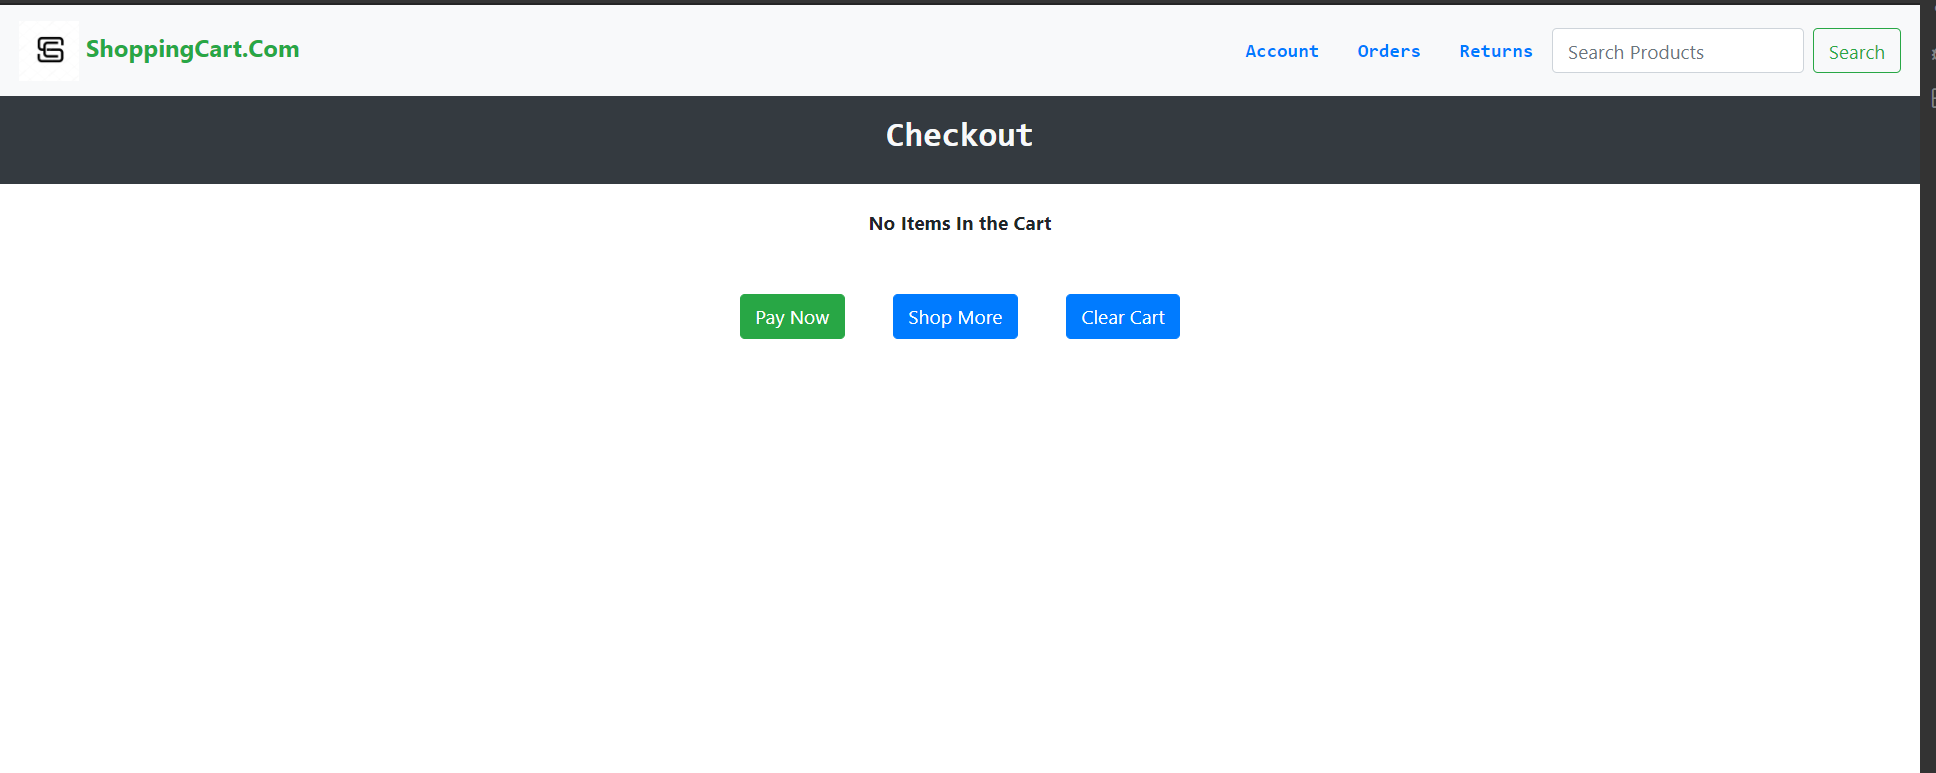 ShoppingCart.Com
Account Orders Returns Search Products Search
Checkout
No Items In the Cart
Pay Now Shop More Clear Cart